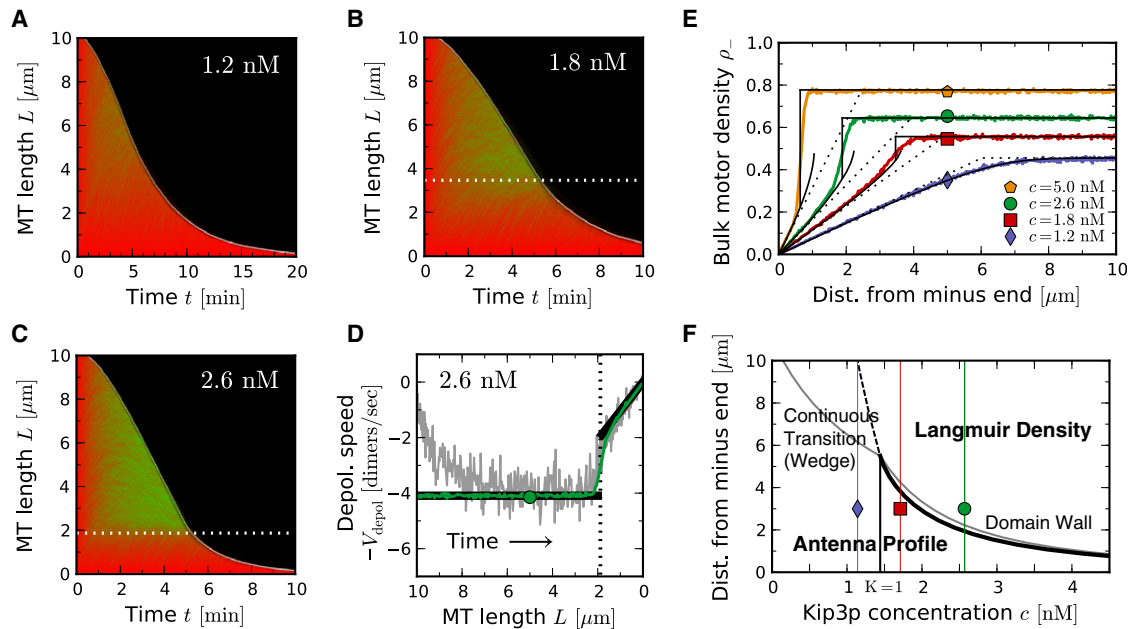 A
1.2 nM
MT length L [μm]
10
8
6
4
2
0
0 5 10 15 20
Time t [min]
B
1.8 nM
MT length L [μm]
10
8
6
4
2
0
0 2 4 6 8 10
Time t [min]
E
Bulk motor density ρ−
1.0
0.8
0.6
0.4
0.2
0.0
c = 5.0 nM
c = 2.6 nM
c = 1.8 nM
c = 1.2 nM
0 2 4 6 8 10
Dist. from minus end [μm]
C
2.6 nM
MT length L [μm]
10
8
6
4
2
0
0 2 4 6 8 10
Time t [min]
D
2.6 nM
Depol. speed
−V_depol [dimers/sec]
0
−2
−4
−6
Time
10 8 6 4 2 0
MT length L [μm]
F
Dist. from minus end [μm]
10
8
6
4
2
0
Continuous
Transition
(Wedge)
Langmuir Density
Domain Wall
Antenna Profile
0 1 K=1 2 3 4
Kip3p concentration c [nM]